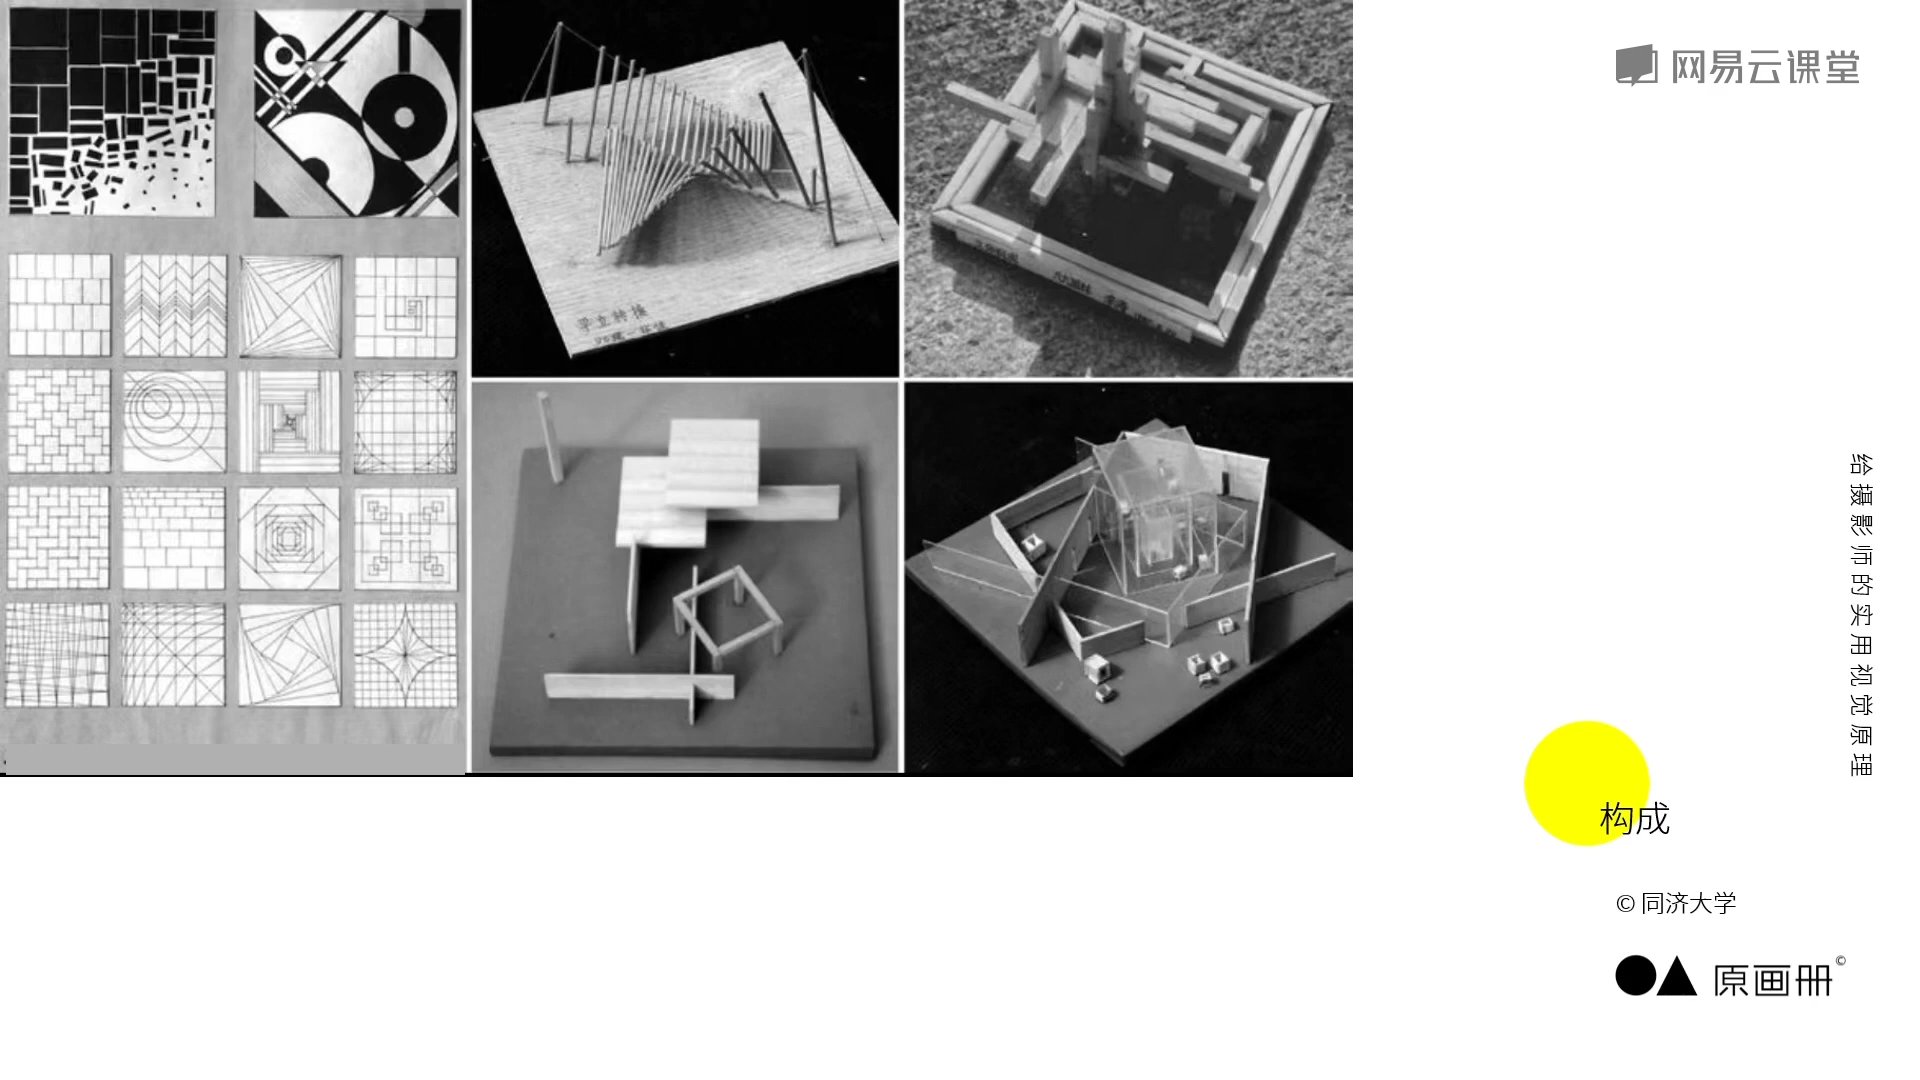 网易云课堂
给摄影师的实用视觉原理
构成
© 同济大学
原画册©